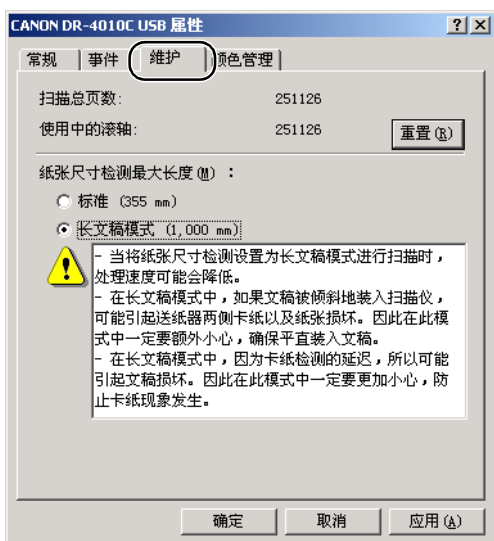 CANON DR-4010C USB 属性
常规 事件 维护 颜色管理
扫描总页数: 251126
使用中的滚轴: 251126 重置(R)
纸张尺寸检测最大长度(M):
标准 (355 mm)
长文稿模式 (1,000 mm)
- 当将纸张尺寸检测设置为长文稿模式进行扫描时,
处理速度可能会降低。
- 在长文稿模式中,如果文稿被倾斜地装入扫描仪,
可能引起送纸器两侧卡纸以及纸张损坏。因此在此模
式中一定要额外小心,确保平直装入文稿。
- 在长文稿模式中,因为卡纸检测的延迟,所以可能
引起文稿损坏。因此在此模式中一定要更加小心,防
止卡纸现象发生。
确定 取消 应用(A)